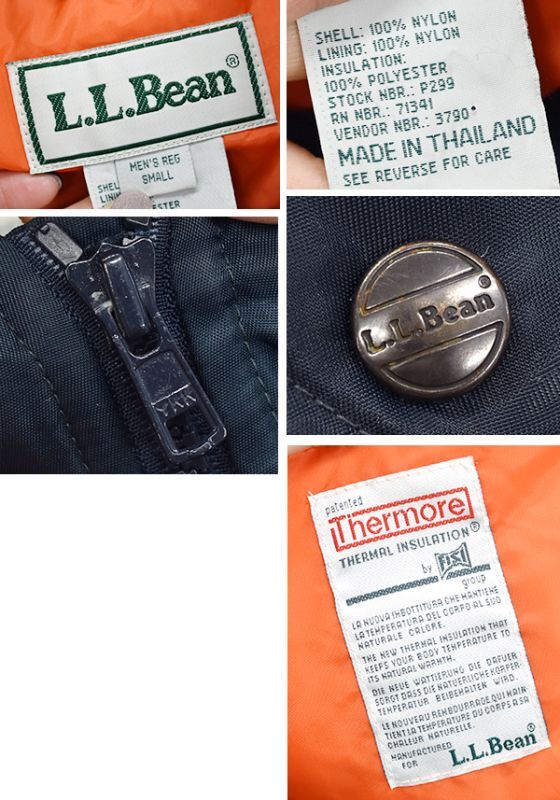 L.L.Bean®
MEN'S REG
SMALL
SHELL: 100% NYLON
LINING: 100% NYLON
INSULATION:
100% POLYESTER
STOCK NBR.: P299
RN NBR.: 71341
VENDOR NBR.: 3790
MADE IN THAILAND
SEE REVERSE FOR CARE
YKK
L.L.Bean®
patented
Thermore
THERMAL INSULATION®
by FISI
group
LA NUOVA IMBOTTITURA CHE MANTIENE
LA TEMPERATURA DEL CORPO AL SUO
NATURALE CALORE.
THE NEW THERMAL INSULATION THAT
KEEPS YOUR BODY TEMPERATURE TO
ITS NATURAL WARMTH.
DIE NEUE WATTIERUNG DIE DAFUER
SORGT DASS DIE NATUERLICHE KORPER-
TEMPERATUR BEIBEHALTEN WIRD.
LE NOUVEAU REMBOURRAGE QUI MAIN-
TIENT LA TEMPERATURE DU CORPS A SA
CHALEUR NATURELLE.
MANUFACTURED
FOR L.L.Bean®